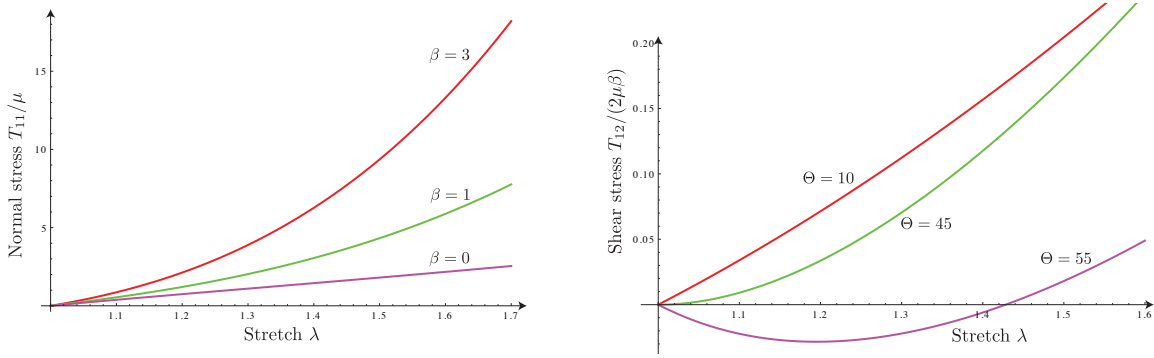 Normal stress T₁₁/μ
15
10
5
1.1 1.2 1.3 1.4 1.5 1.6 1.7
Stretch λ
β = 3
β = 1
β = 0
Shear stress T₁₂/(2μβ)
0.20
0.15
0.10
0.05
1.1 1.2 1.3 1.4 1.5 1.6
Stretch λ
Θ = 10
Θ = 45
Θ = 55